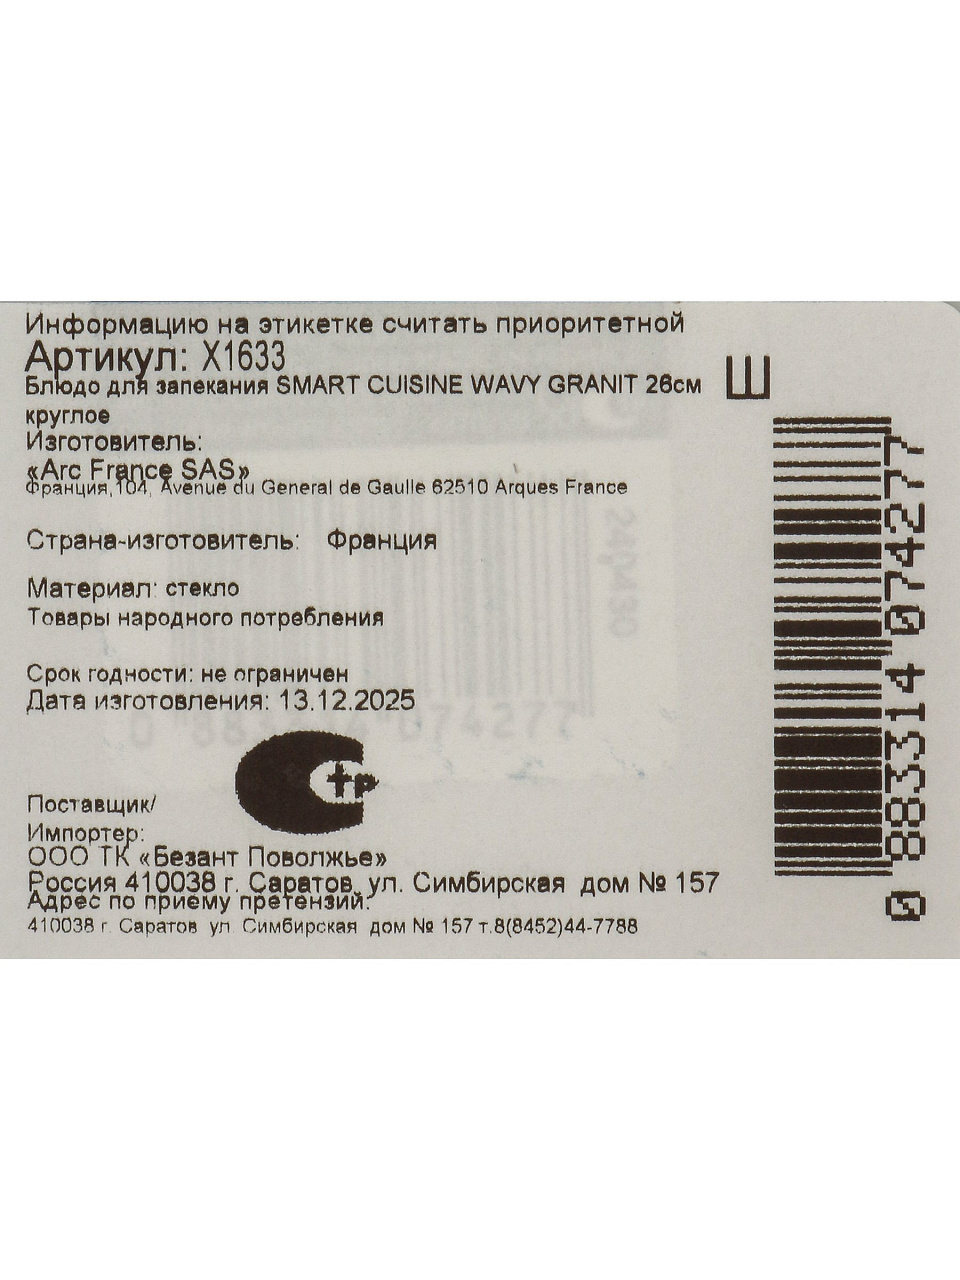 Информацию на этикетке считать приоритетной
Артикул: X1633
Блюдо для запекания SMART CUISINE WAVY GRANIT 26см
круглое
Изготовитель:
«Arc France SAS»
Франция,104, Avenue du General de Gaulle 62510 Arques France
Страна-изготовитель: Франция
Материал: стекло
Товары народного потребления
Срок годности: не ограничен
Дата изготовления: 13.12.2025
тр
Поставщик/
Импортер:
ООО ТК «Безант Поволжье»
Россия 410038 г. Саратов, ул. Симбирская дом № 157
Адрес по приему претензий:
410038 г. Саратов ул. Симбирская дом № 157 т.8(8452)44-7788
Ш
0 883314 074277